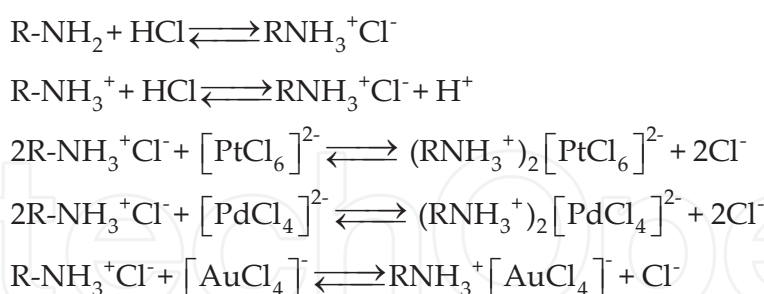 R-NH₂ + HCl ⇌ RNH₃⁺Cl⁻
R-NH₃⁺ + HCl ⇌ RNH₃⁺Cl⁻ + H⁺
2R-NH₃⁺Cl⁻ + [PtCl₆]²⁻ ⇌ (RNH₃⁺)₂[PtCl₆]²⁻ + 2Cl⁻
2R-NH₃⁺Cl⁻ + [PdCl₄]²⁻ ⇌ (RNH₃⁺)₂[PdCl₄]²⁻ + 2Cl⁻
R-NH₃⁺Cl⁻ + [AuCl₄]⁻ ⇌ RNH₃⁺[AuCl₄]⁻ + Cl⁻